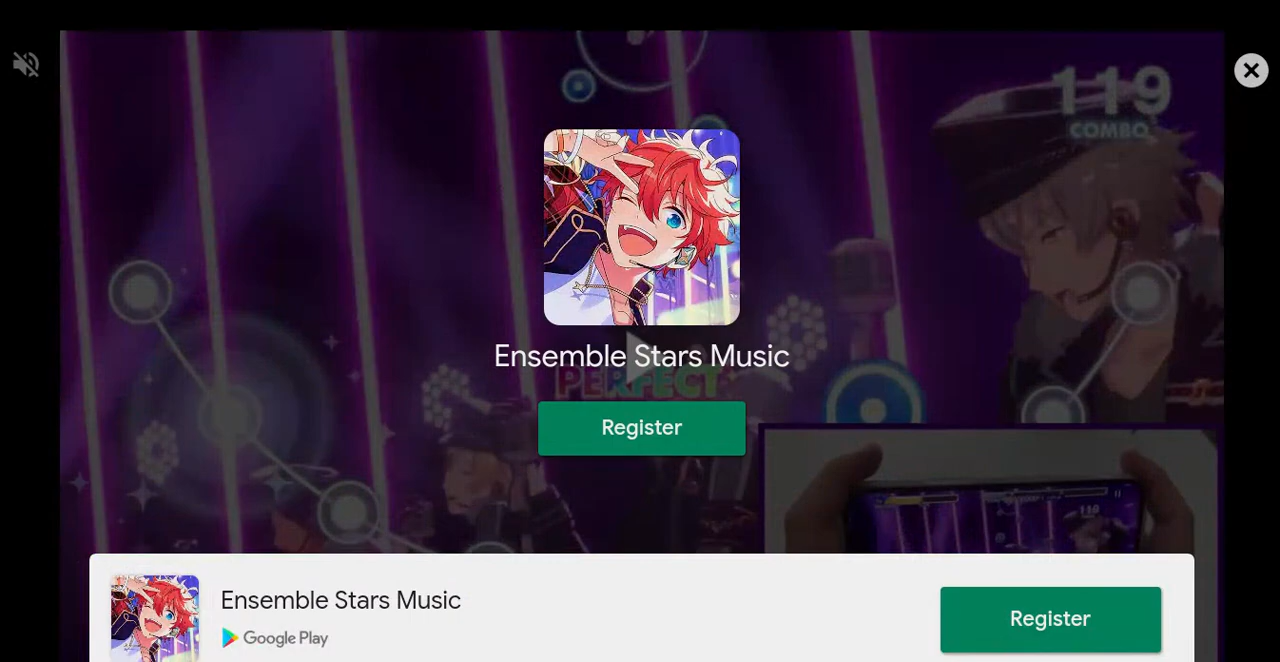 119
COMBO
Ensemble Stars Music
PERFECT
Register
Ensemble Stars Music
Google Play
Register